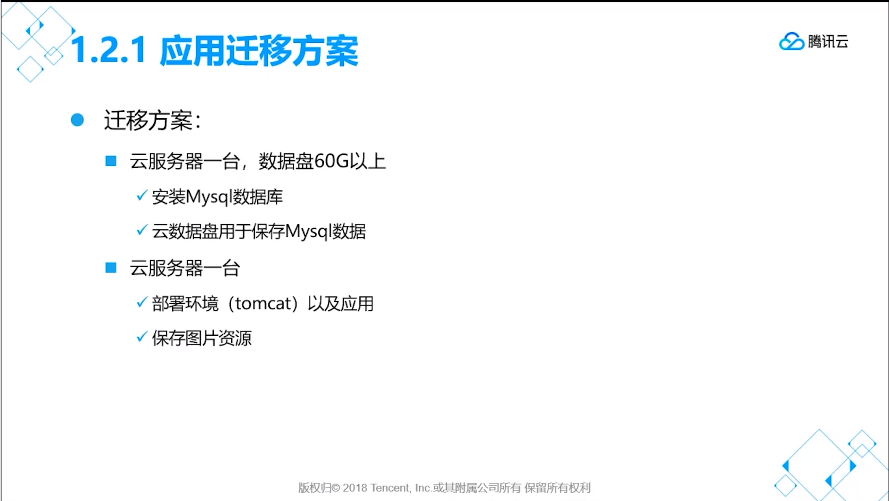 1.2.1 应用迁移方案
腾讯云
迁移方案：
云服务器一台，数据盘60G以上
安装Mysql数据库
云数据盘用于保存Mysql数据
云服务器一台
部署环境（tomcat）以及应用
保存图片资源
版权归© 2018 Tencent, Inc.或其附属公司所有 保留所有权利